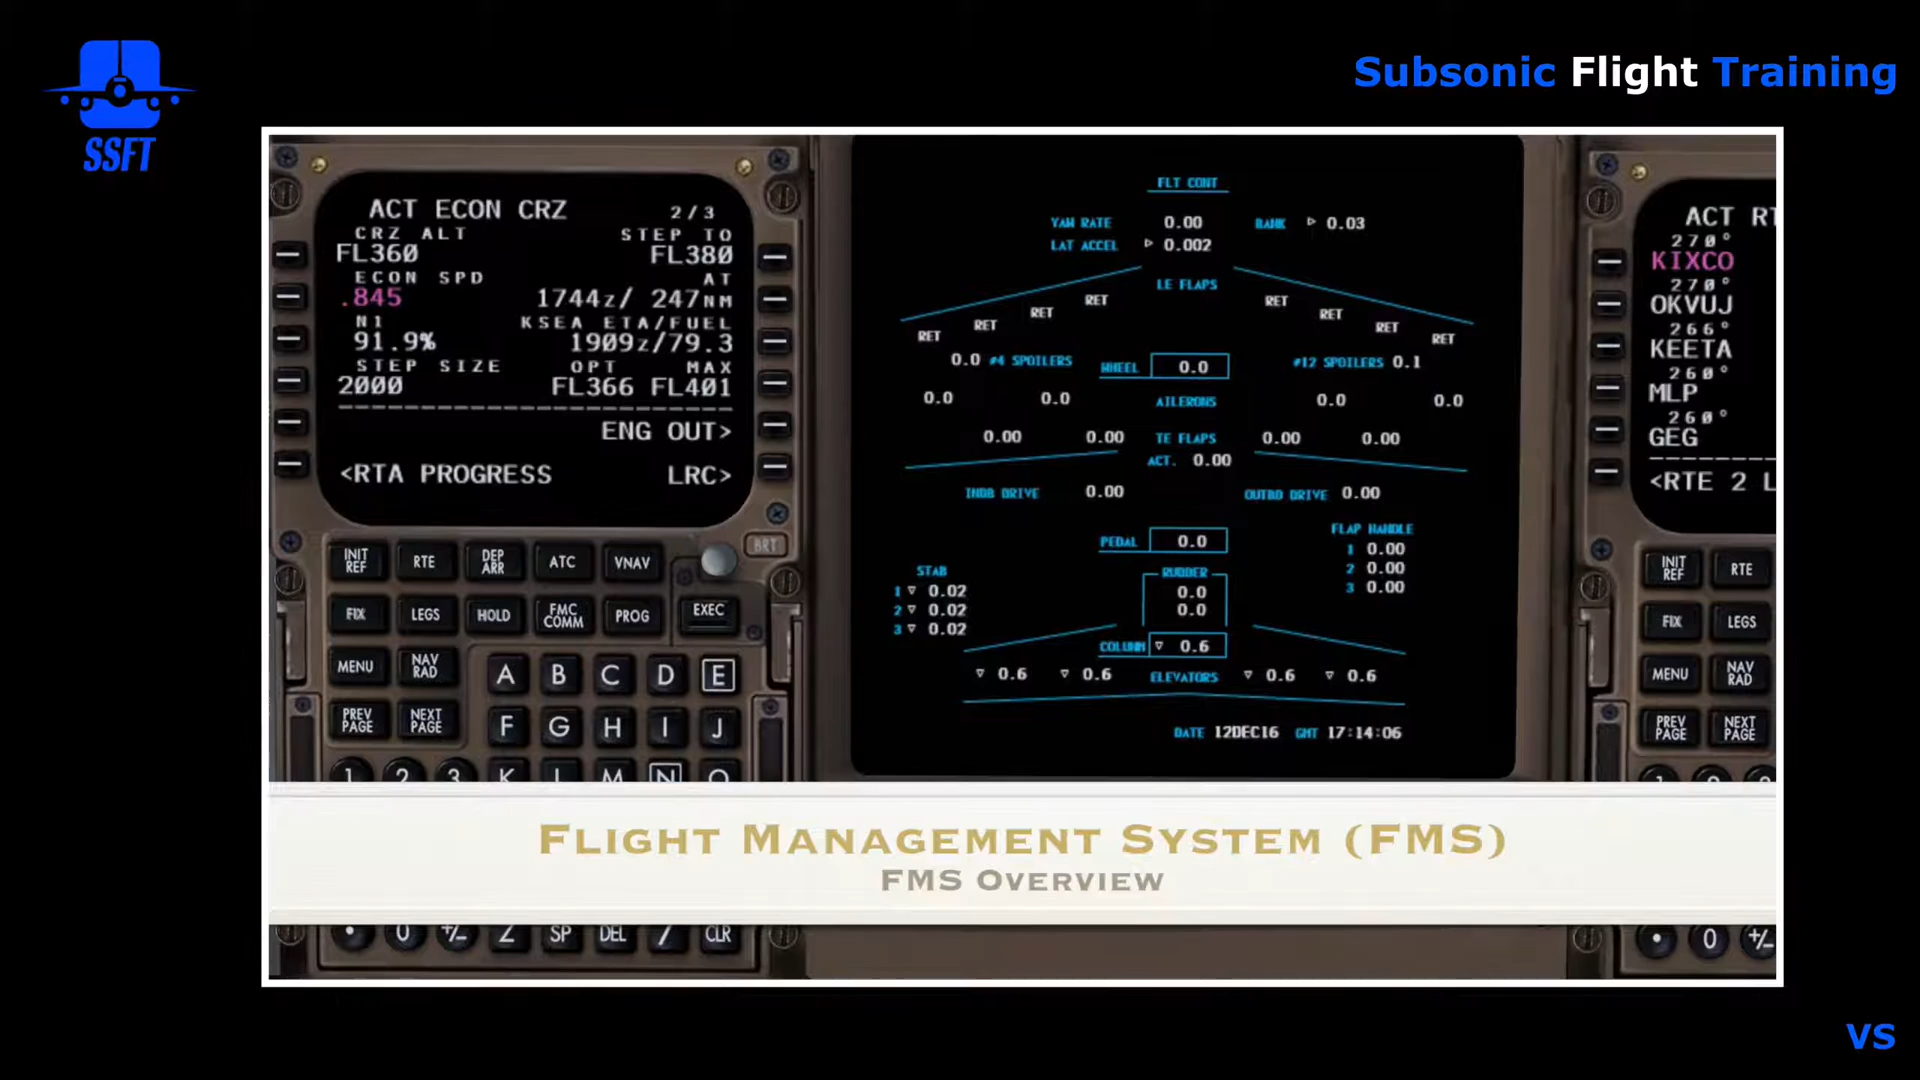 Subsonic Flight Training
SSFT
ACT ECON CRZ 2/3
CRZ ALT STEP TO
FL360 FL380
ECON SPD AT
.845 1744z/ 247NM
N1 KSEA ETA/FUEL
91.9% 1909z/79.3
STEP SIZE OPT MAX
2000 FL366 FL401
ENG OUT>
<RTA PROGRESS LRC>
BRT
INIT REF RTE DEP ARR ATC VNAV
FIX LEGS HOLD FMC COMM PROG EXEC
MENU NAV RAD A B C D E
PREV PAGE NEXT PAGE F G H I J
1 2 3 K L M N O
. 0 +/- Z SP DEL / CLR
FLT CONT
YAW RATE 0.00 BANK ▷ 0.03
LAT ACCEL ▷ 0.002
LE FLAPS
RET RET RET RET RET RET RET RET
0.0 #4 SPOILERS WHEEL 0.0 #12 SPOILERS 0.1
0.0 0.0 AILERONS 0.0 0.0
0.00 0.00 TE FLAPS 0.00 0.00
ACT. 0.00
INBD DRIVE 0.00 OUTBD DRIVE 0.00
FLAP HANDLE
PEDAL 0.0 1 0.00
2 0.00
3 0.00
STAB RUDDER
1 ▽ 0.02 0.0
2 ▽ 0.02 0.0
3 ▽ 0.02
COLUMN ▽ 0.6
▽ 0.6 ▽ 0.6 ELEVATORS ▽ 0.6 ▽ 0.6
DATE 12DEC16 GMT 17:14:06
ACT RT
270°
KIXCO
270°
OKVUJ
266°
KEETA
260°
MLP
260°
GEG
<RTE 2 L
INIT REF RTE
FIX LEGS
MENU NAV RAD
PREV PAGE NEXT PAGE
. 0 +/-
Flight Management System (FMS)
FMS Overview
VS